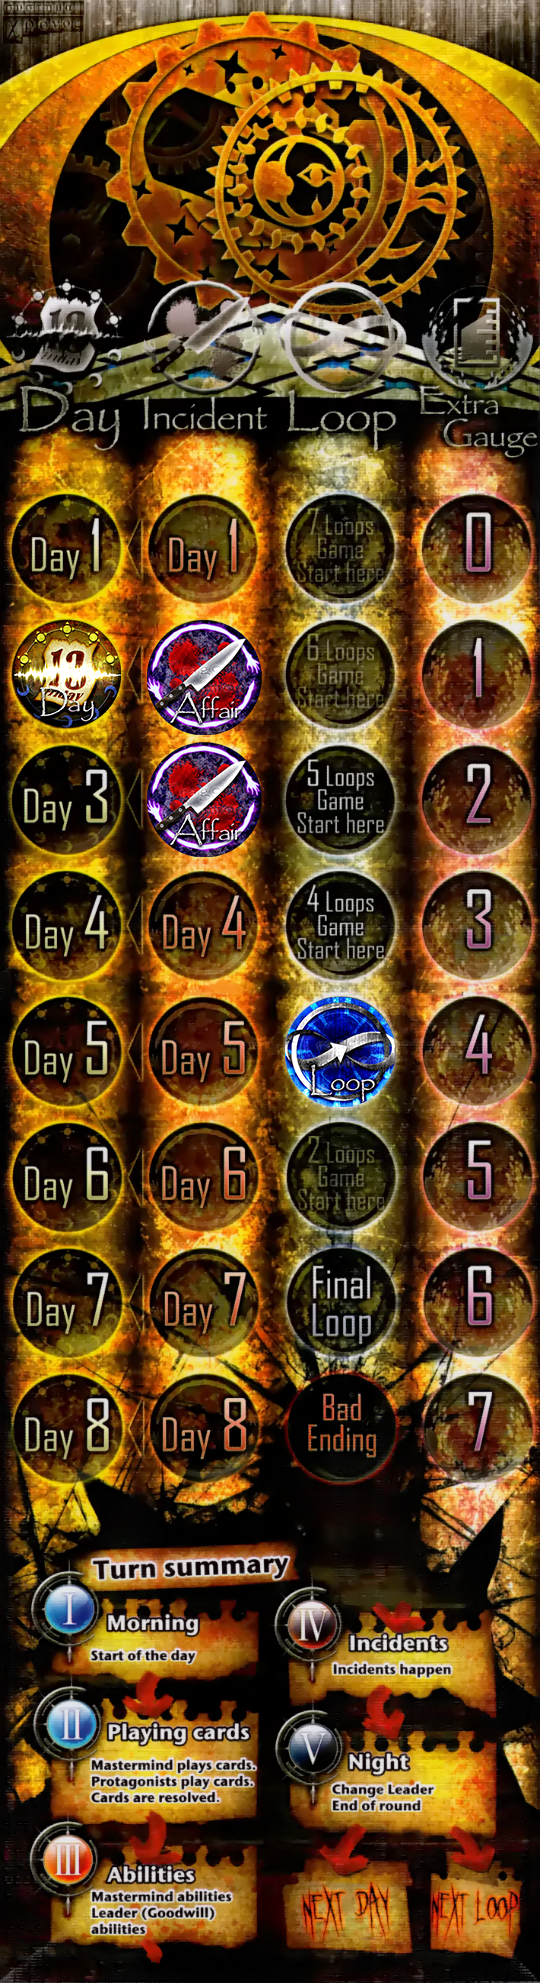 Day
Incident
Loop
Extra
Gauge
Day 1
Day 1
7 Loops
Game
Start here
0
13
Day
Affair
6 Loops
Game
Start here
1
Day 3
Affair
5 Loops
Game
Start here
2
Day 4
Day 4
4 Loops
Game
Start here
3
Day 5
Day 5
Loop
4
Day 6
Day 6
2 Loops
Game
Start here
5
Day 7
Day 7
Final
Loop
6
Day 8
Day 8
Bad
Ending
7
Turn summary
I
Morning
Start of the day
II
Playing cards
Mastermind plays cards.
Protagonists play cards.
Cards are resolved.
III
Abilities
Mastermind abilities
Leader (Goodwill)
abilities
IV
Incidents
Incidents happen
V
Night
Change Leader
End of round
NEXT DAY
NEXT LOOP